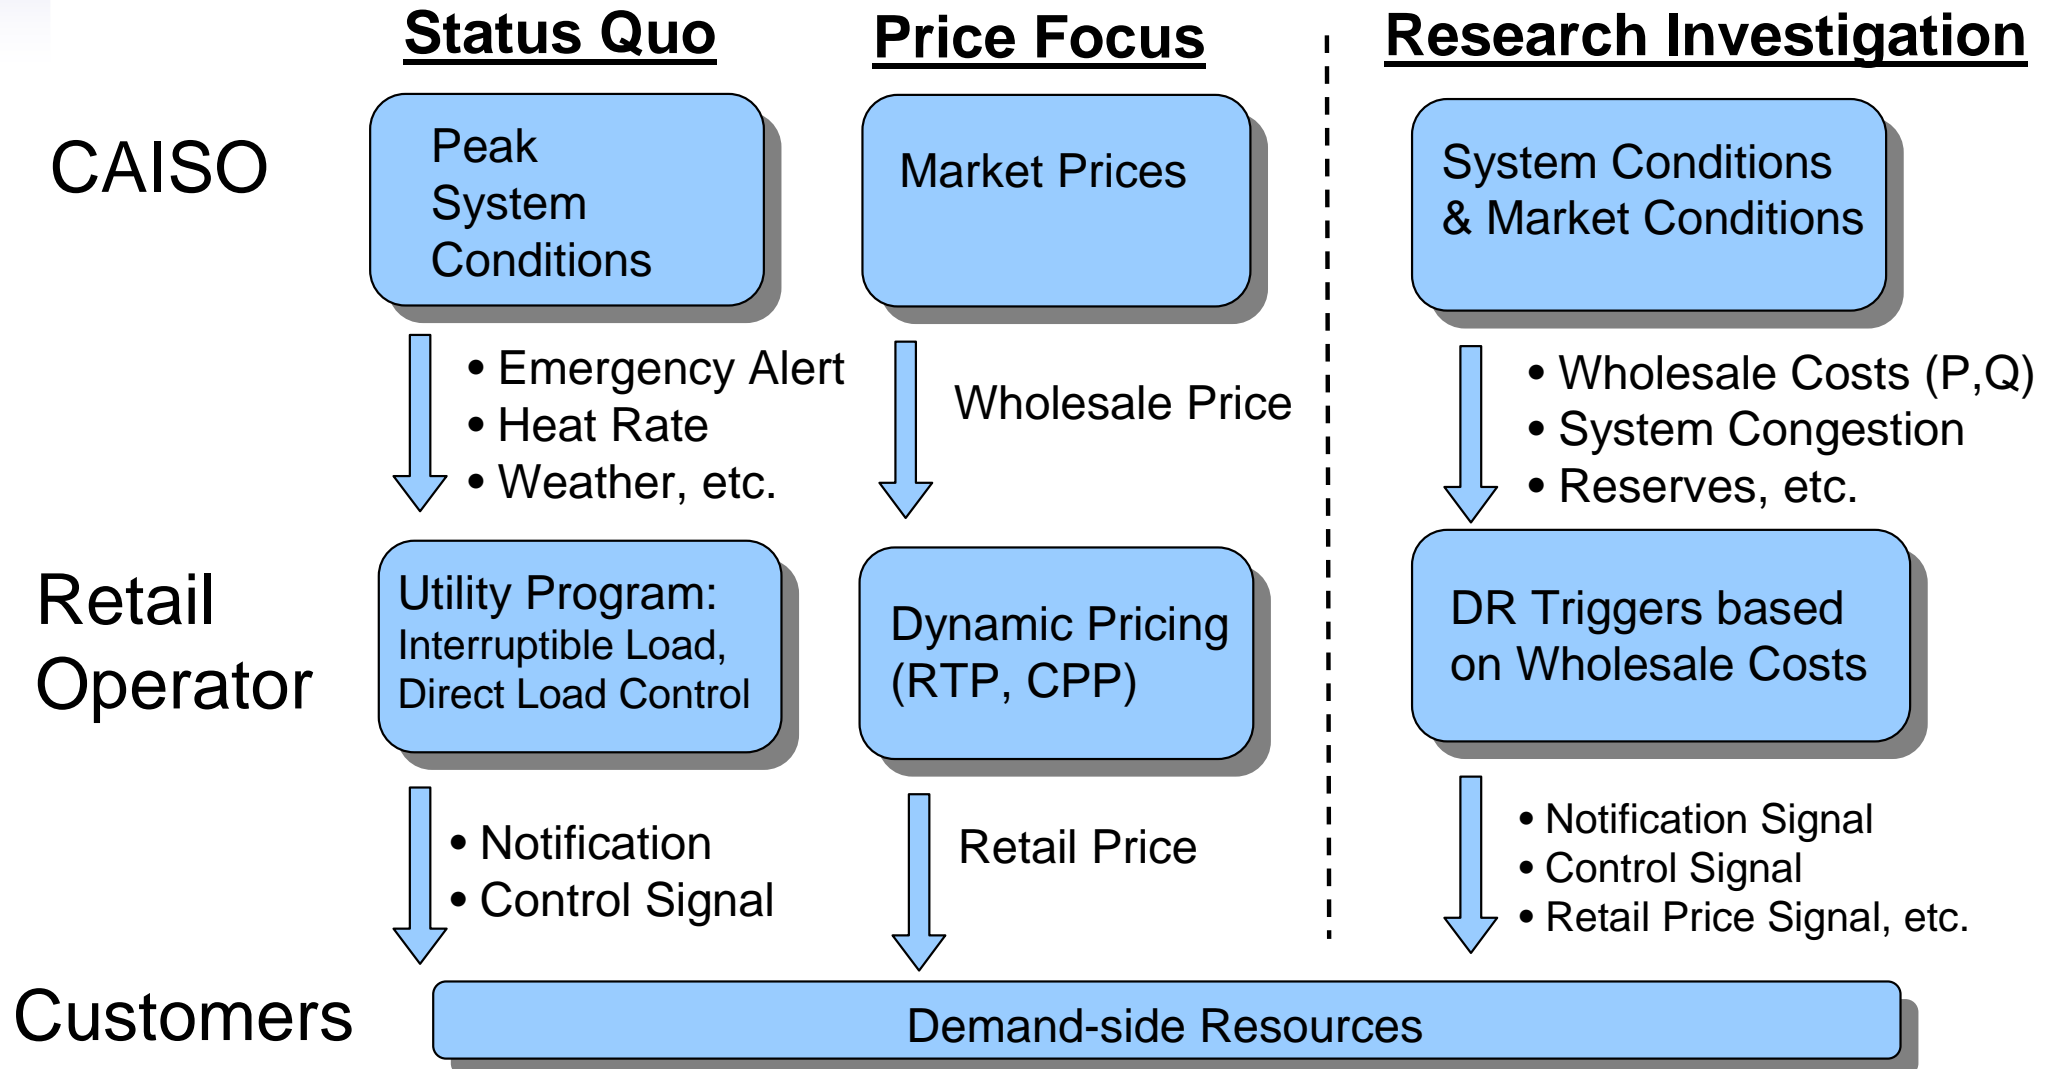 Status Quo
Price Focus
Research Investigation
CAISO
Peak
System
Conditions
Market Prices
System Conditions
& Market Conditions
• Emergency Alert
• Heat Rate
• Weather, etc.
Wholesale Price
• Wholesale Costs (P,Q)
• System Congestion
• Reserves, etc.
Retail
Operator
Utility Program:
Interruptible Load,
Direct Load Control
Dynamic Pricing
(RTP, CPP)
DR Triggers based
on Wholesale Costs
• Notification
• Control Signal
Retail Price
• Notification Signal
• Control Signal
• Retail Price Signal, etc.
Customers
Demand-side Resources